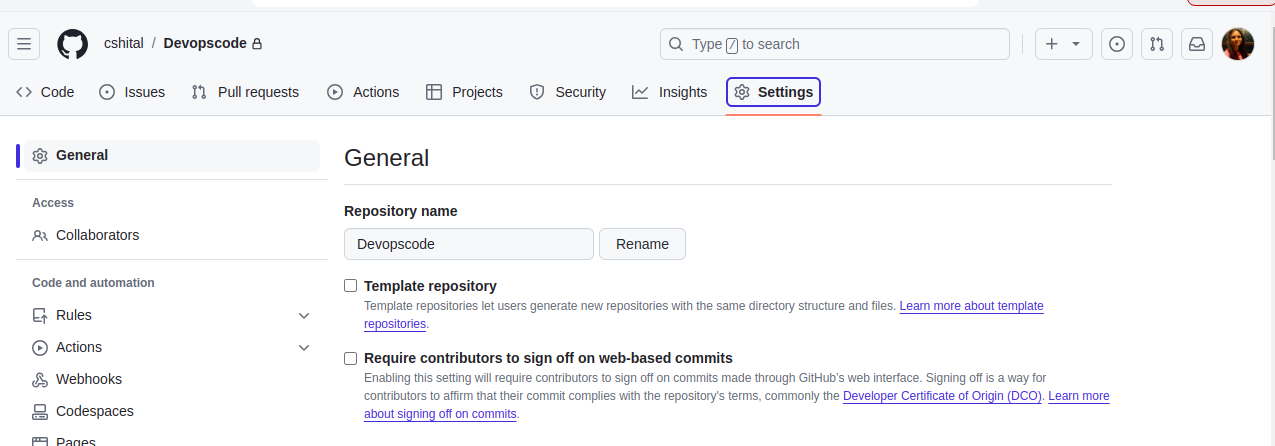 cshital / Devopscode
Type / to search
Code Issues Pull requests Actions Projects Security Insights Settings
General
Access
Collaborators
Code and automation
Rules
Actions
Webhooks
Codespaces
Pages
General
Repository name
Devopscode Rename
Template repository
Template repositories let users generate new repositories with the same directory structure and files. Learn more about template
repositories.
Require contributors to sign off on web-based commits
Enabling this setting will require contributors to sign off on commits made through GitHub's web interface. Signing off is a way for
contributors to affirm that their commit complies with the repository's terms, commonly the Developer Certificate of Origin (DCO). Learn more
about signing off on commits.